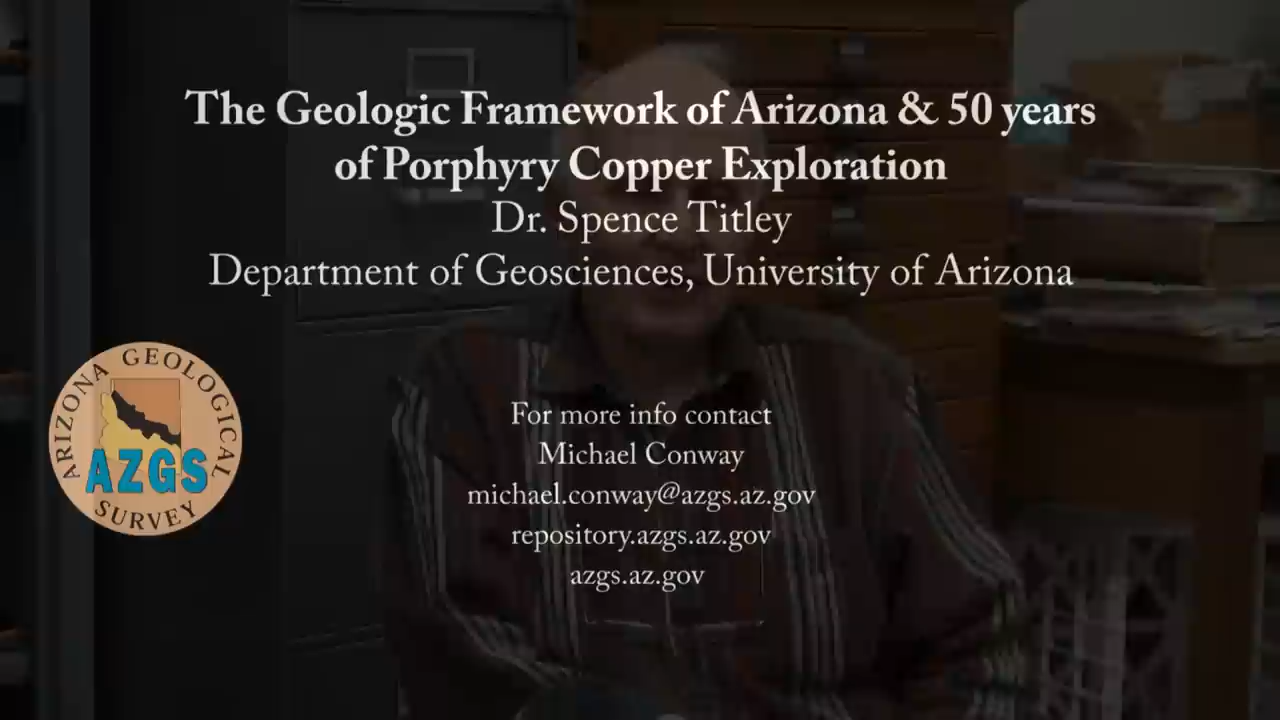 The Geologic Framework of Arizona & 50 years
of Porphyry Copper Exploration
Dr. Spence Titley
Department of Geosciences, University of Arizona
ARIZONA GEOLOGICAL
AZGS
SURVEY
For more info contact
Michael Conway
michael.conway@azgs.az.gov
repository.azgs.az.gov
azgs.az.gov